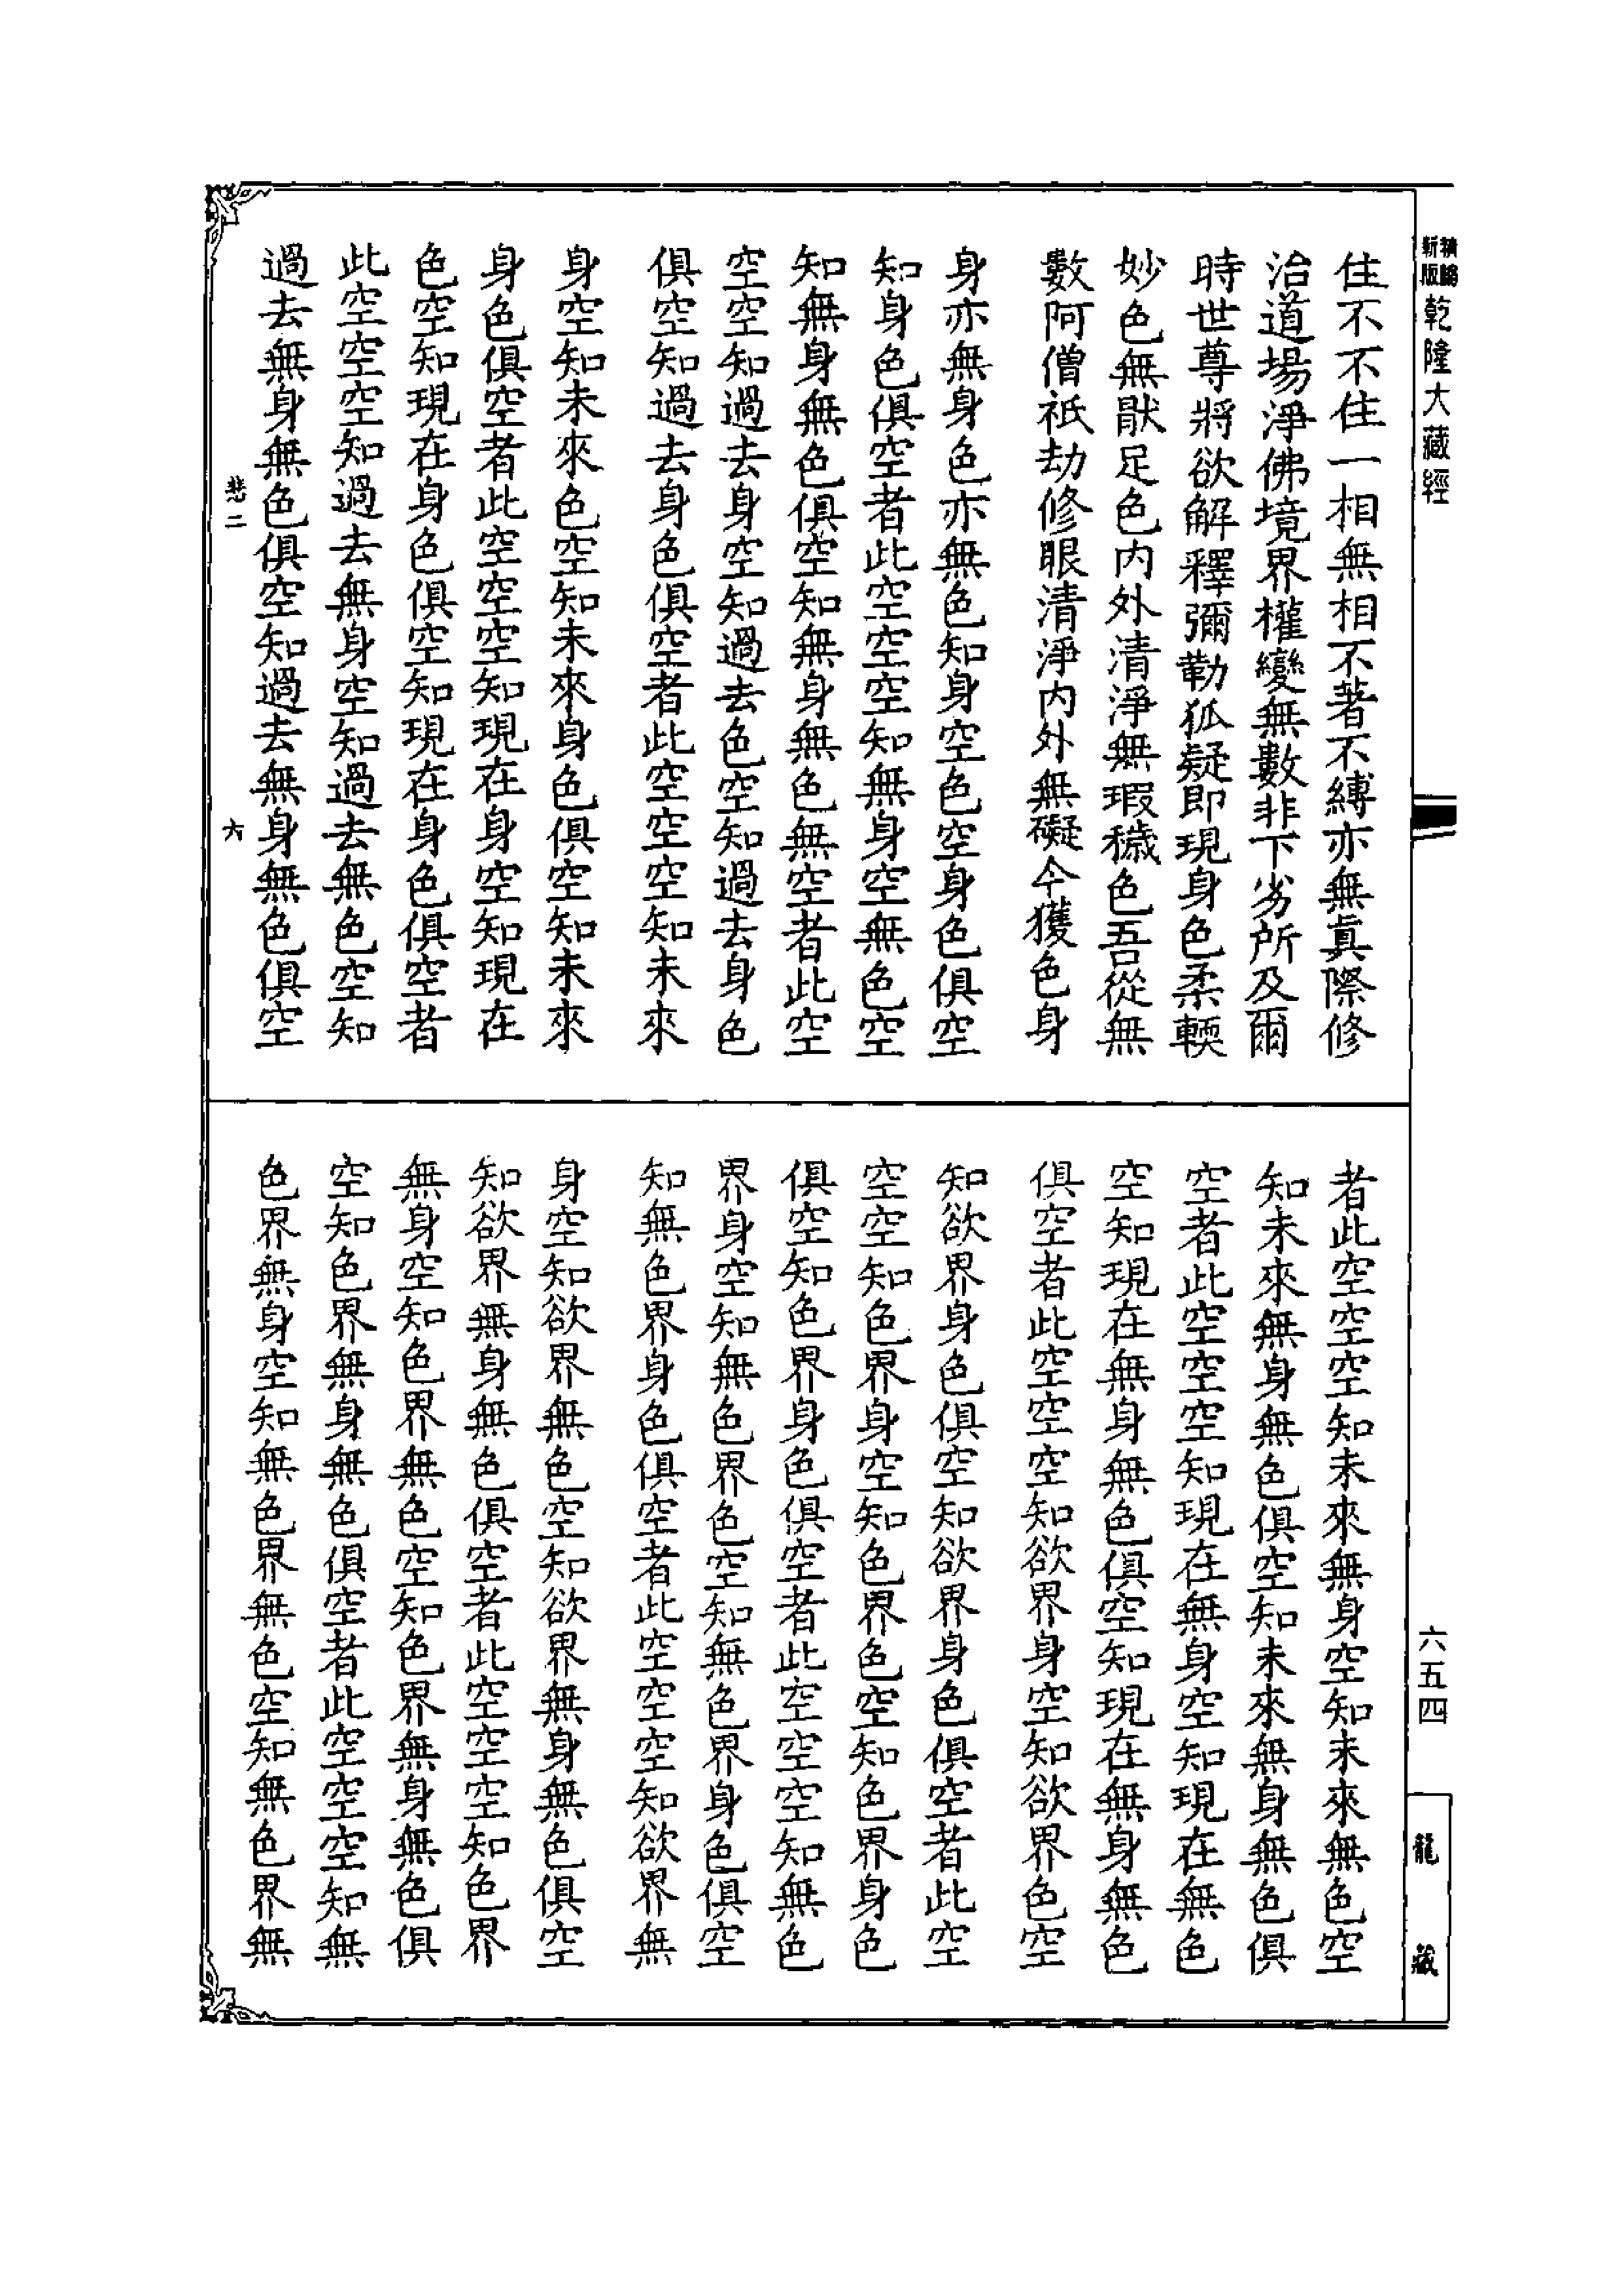 新版
精編
乾隆大藏經
住不不住一相無相不著不縛亦無真際修
治道場淨佛境界權變無數非下劣所及爾
時世尊將欲解釋彌勒狐疑即現身色柔輭
妙色無猒足色内外清淨無瑕穢色吾從無
數阿僧祇劫修眼清淨内外無礙今獲色身
身亦無身色亦無色知身空色空身色俱空
知身色俱空者此空空空知無身空無色空
知無身無色俱空知無身無色無空者此空
空空知過去身空知過去色空知過去身色
俱空知過去身色俱空者此空空空知未來
身空知未來色空知未來身色俱空知未來
身色俱空者此空空空知現在身空知現在
色空知現在身色俱空知現在身色俱空者
此空空空知過去無身空知過去無色空知
過去無身無色俱空知過去無身無色俱空
悲二
六
者此空空空知未來無身空知未來無色空
知未來無身無色俱空知未來無身無色俱
空者此空空空知現在無身空知現在無色
空知現在無身無色俱空知現在無身無色
俱空者此空空空知欲界身空知欲界色空
知欲界身色俱空知欲界身色俱空者此空
空空知色界身空知色界色空知色界身色
俱空知色界身色俱空者此空空空知無色
界身空知無色界色空知無色界身色俱空
知無色界身色俱空者此空空空知欲界無
身空知欲界無色空知欲界無身無色俱空
知欲界無身無色俱空者此空空空知色界
無身空知色界無色空知色界無身無色俱
空知色界無身無色俱空者此空空空知無
色界無身空知無色界無色空知無色界無
六五四
龍藏